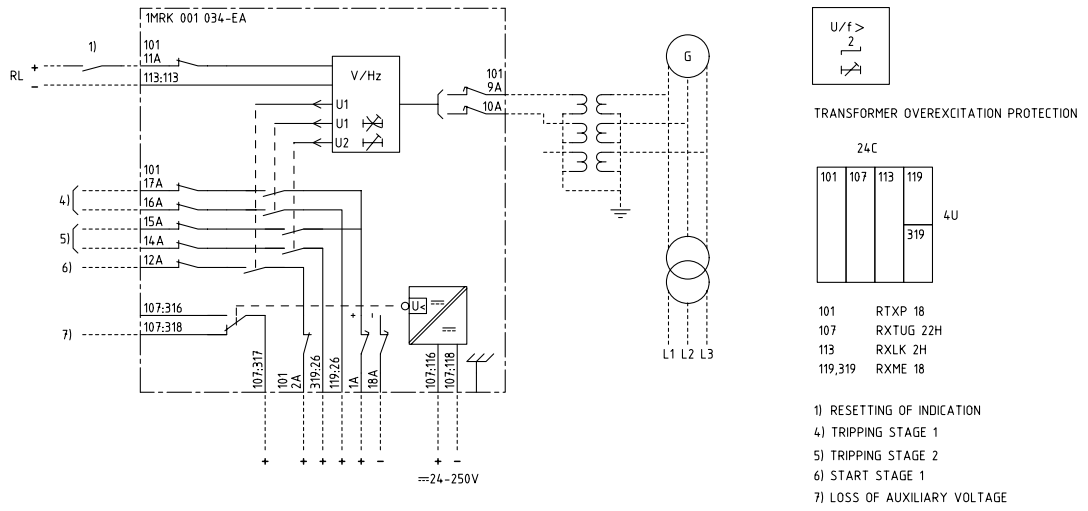 1MRK 001 034-EA
1)
101
11A
RL
+
–
113:113
V/Hz
U1
U1
U2
101
9A
10A
G
101
17A
4)
16A
15A
5)
14A
6)
12A
107:316
107:318
7)
U<
+
-
107:317
101
2A
319:26
119:26
1A
18A
107:116
107:118
+ + + + + – + –
24-250V
L1 L2 L3
U/f >
2
TRANSFORMER OVEREXCITATION PROTECTION
24C
101 107 113 119
319
4U
101 RTXP 18
107 RXTUG 22H
113 RXLK 2H
119,319 RXME 18
1) RESETTING OF INDICATION
4) TRIPPING STAGE 1
5) TRIPPING STAGE 2
6) START STAGE 1
7) LOSS OF AUXILIARY VOLTAGE